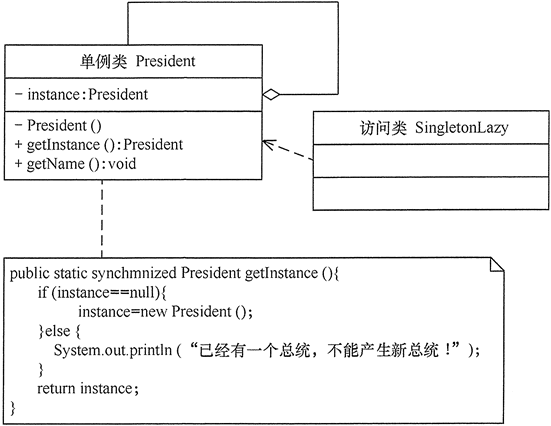 单例类 President
- instance:President
- President()
+ getInstance():President
+ getName():void
访问类 SingletonLazy
public static synchmnized President getInstance(){
if (instance==null){
instance=new President();
}else {
System.out.println(“已经有一个总统，不能产生新总统！”);
}
return instance;
}